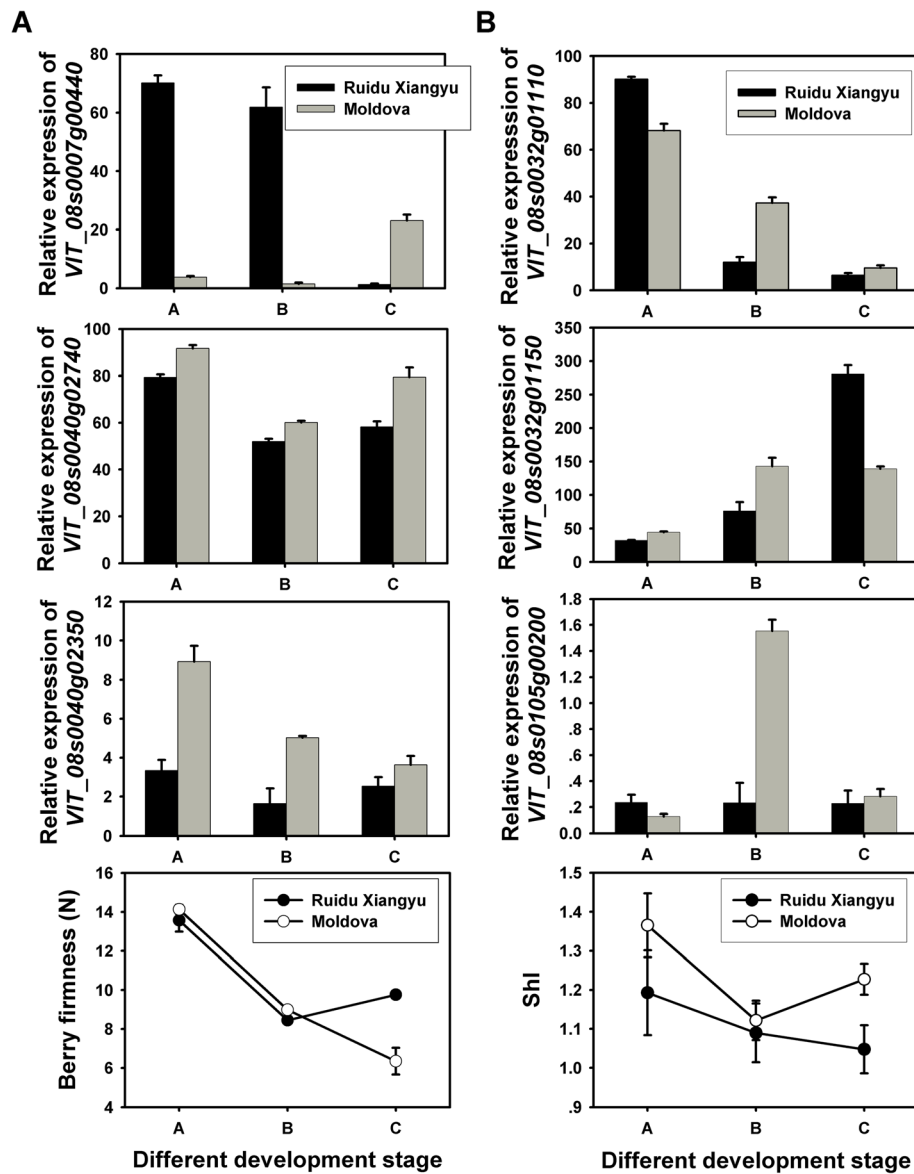 A
Relative expression of
VIT_08s0007g00440
80
60
40
20
0
Ruidu Xiangyu
Moldova
A B C
Relative expression of
VIT_08s0040g02740
100
80
60
40
20
0
A B C
Relative expression of
VIT_08s0040g02350
12
10
8
6
4
2
0
A B C
Berry firmness (N)
16
14
12
10
8
6
4
Ruidu Xiangyu
Moldova
A B C
Different development stage
B
Relative expresssion of
VIT_08s0032g01110
100
80
60
40
20
0
Ruidu Xiangyu
Moldova
A B C
Relative expression of
VIT_08s0032g01150
350
300
250
200
150
100
50
0
A B C
Relative expression of
VIT_08s0105g00200
1.8
1.6
1.4
1.2
1.0
.8
.6
.4
.2
0.0
A B C
ShI
1.5
1.4
1.3
1.2
1.1
1.0
.9
Ruidu Xiangyu
Moldova
A B C
Different development stage